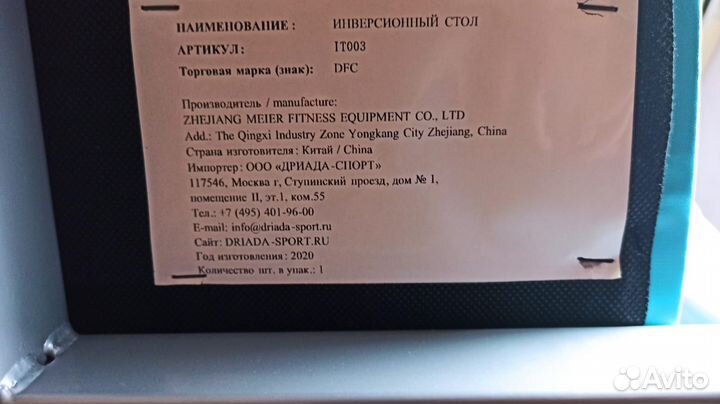 НАИМЕНОВАНИЕ: ИНВЕРСИОННЫЙ СТОЛ
АРТИКУЛ: IT003
Торговая марка (знак): DFC
Производитель / manufacture:
ZHEJIANG MEIER FITNESS EQUIPMENT CO., LTD
Add.: The Qingxi Industry Zone Yongkang City Zhejiang, China
Страна изготовителя: Китай / China
Импортер: ООО «ДРИАДА-СПОРТ»
117546, Москва г, Ступинский проезд, дом № 1,
помещение II, эт.1, ком.55
Тел.: +7 (495) 401-96-00
E-mail: info@driada-sport.ru
Сайт: DRIADA-SPORT.RU
Год изготовления: 2020
Количество шт. в упак.: 1
Avito